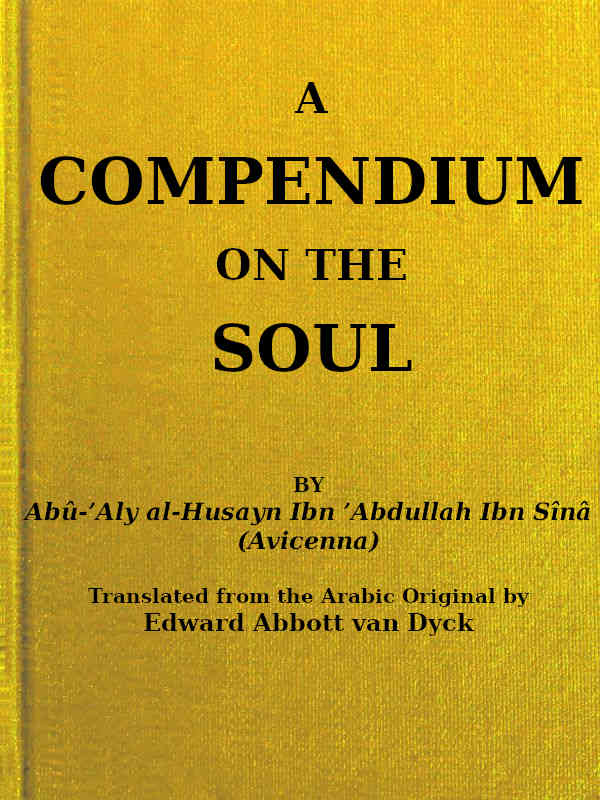 A
COMPENDIUM
ON THE
SOUL
BY
Abû-’Aly al-Husayn Ibn ’Abdullah Ibn Sînâ
(Avicenna)
Translated from the Arabic Original by
Edward Abbott van Dyck